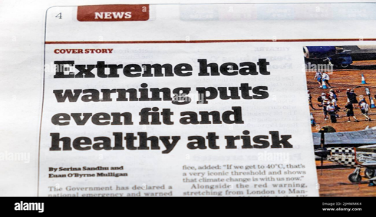 4 NEWS
COVER STORY
Extreme heat
warning puts
even fit and
healthy at risk
By Serina Sandhu and
Euan O'Byrne Mulligan
The Government has declared a
national emergency and warned
fice, added: "If we get to 40°C, that's
a very iconic threshold and shows
that climate change is with us now."
Alongside the red warning,
stretching from London to Man-
alamy